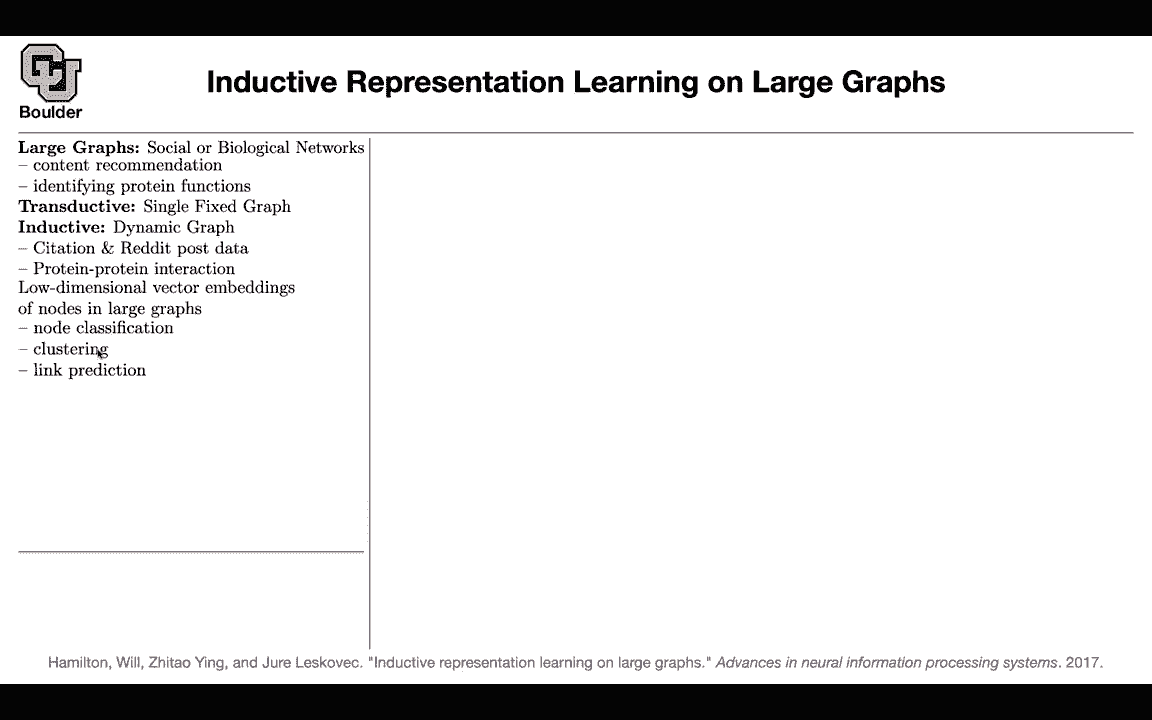 Boulder
Inductive Representation Learning on Large Graphs
Large Graphs: Social or Biological Networks
– content recommendation
– identifying protein functions
Transductive: Single Fixed Graph
Inductive: Dynamic Graph
– Citation & Reddit post data
– Protein-protein interaction
Low-dimensional vector embeddings
of nodes in large graphs
– node classification
– clustering
– link prediction
Hamilton, Will, Zhitao Ying, and Jure Leskovec. "Inductive representation learning on large graphs." Advances in neural information processing systems. 2017.